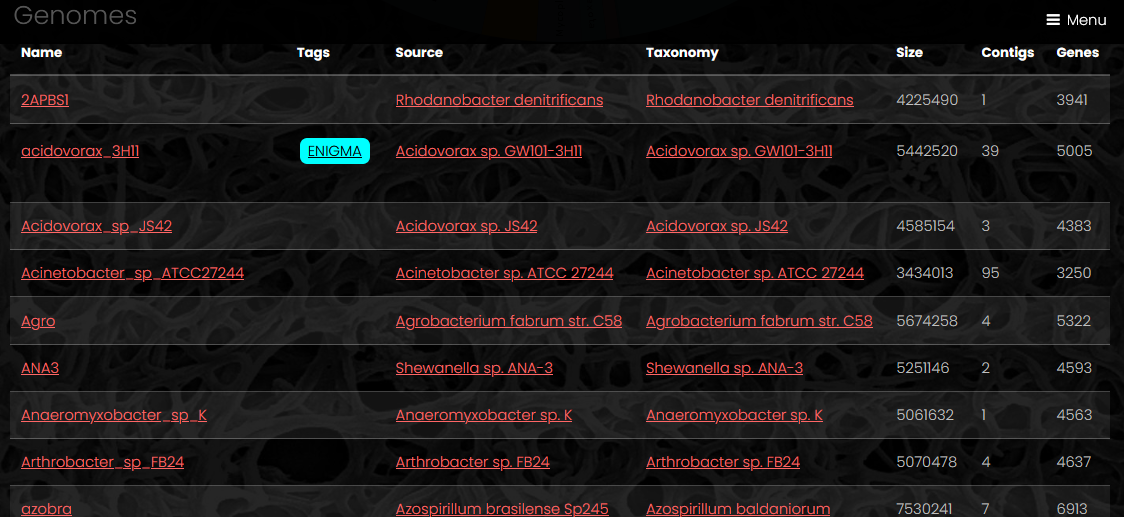 Genomes
Menu
Name Tags Source Taxonomy Size Contigs Genes
2APBS1 Rhodanobacter denitrificans Rhodanobacter denitrificans 4225490 1 3941
acidovorax_3H11 ENIGMA Acidovorax sp. GW101-3H11 Acidovorax sp. GW101-3H11 5442520 39 5005
Acidovorax_sp_JS42 Acidovorax sp. JS42 Acidovorax sp. JS42 4585154 3 4383
Acinetobacter_sp_ATCC27244 Acinetobacter sp. ATCC 27244 Acinetobacter sp. ATCC 27244 3434013 95 3250
Agro Agrobacterium fabrum str. C58 Agrobacterium fabrum str. C58 5674258 4 5322
ANA3 Shewanella sp. ANA-3 Shewanella sp. ANA-3 5251146 2 4593
Anaeromyxobacter_sp_K Anaeromyxobacter sp. K Anaeromyxobacter sp. K 5061632 1 4563
Arthrobacter_sp_FB24 Arthrobacter sp. FB24 Arthrobacter sp. FB24 5070478 4 4637
azobra Azospirillum brasilense Sp245 Azospirillum baldaniorum 7530241 7 6913